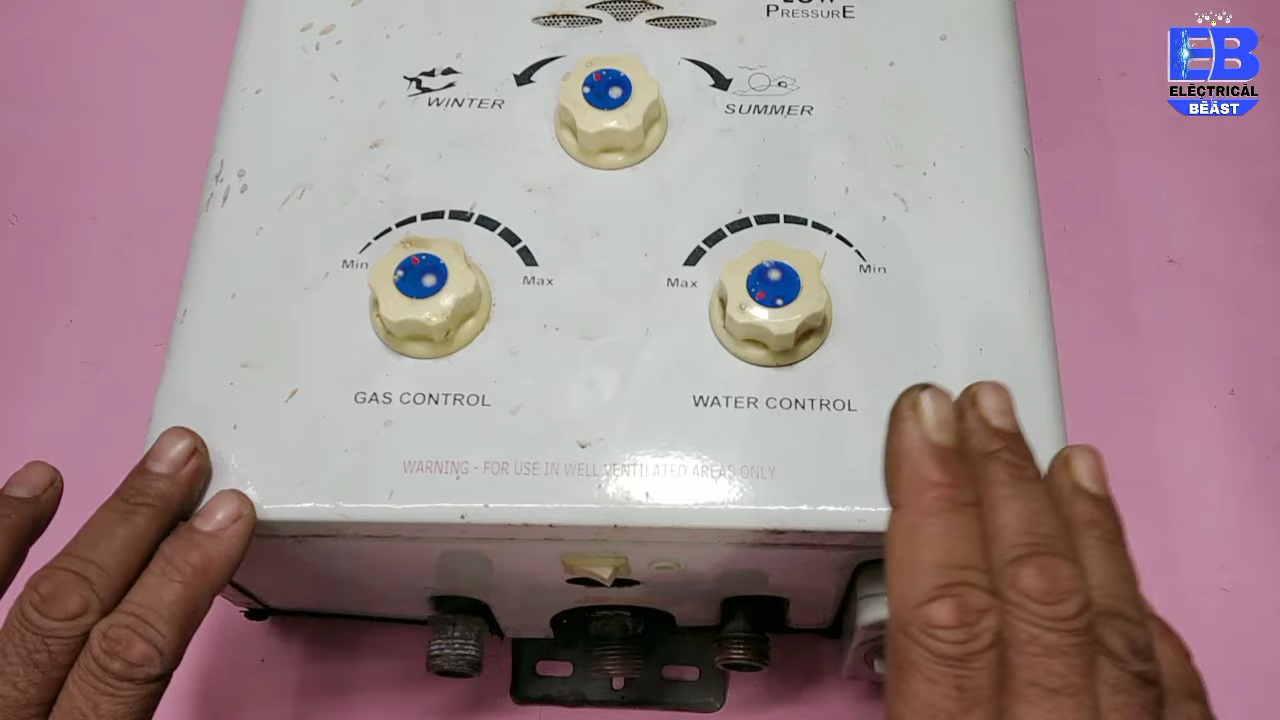 LOW
PRESSURE
WINTER
SUMMER
Min
Max
Max
Min
GAS CONTROL
WATER CONTROL
WARNING - FOR USE IN WELL VENTILATED AREAS ONLY
EB
ELECTRICAL
BEAST